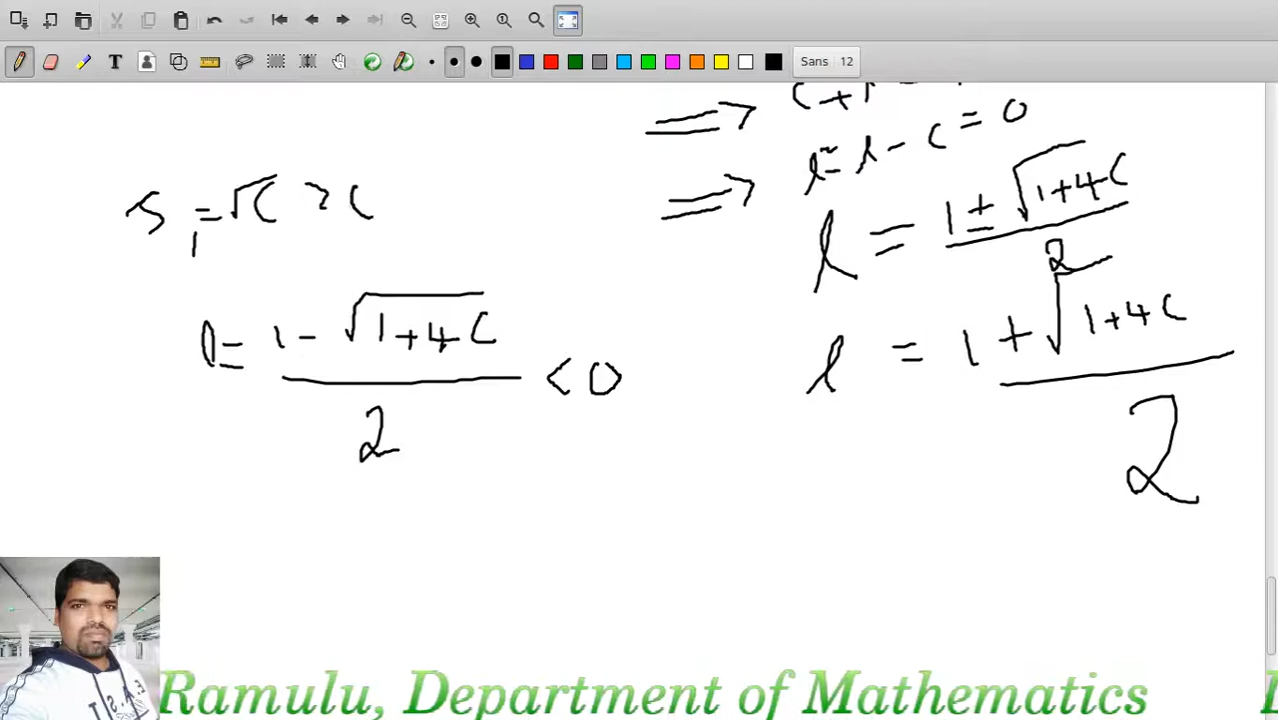 Sans 12
⟹ c + l =
⟹ l² - l - c = 0
l = 1 ± √1+4c / 2
l = 1 + √1+4c / 2
s₁ = √c > c
l = 1 - √1+4c / 2 < 0
Ramulu, Department of Mathematics